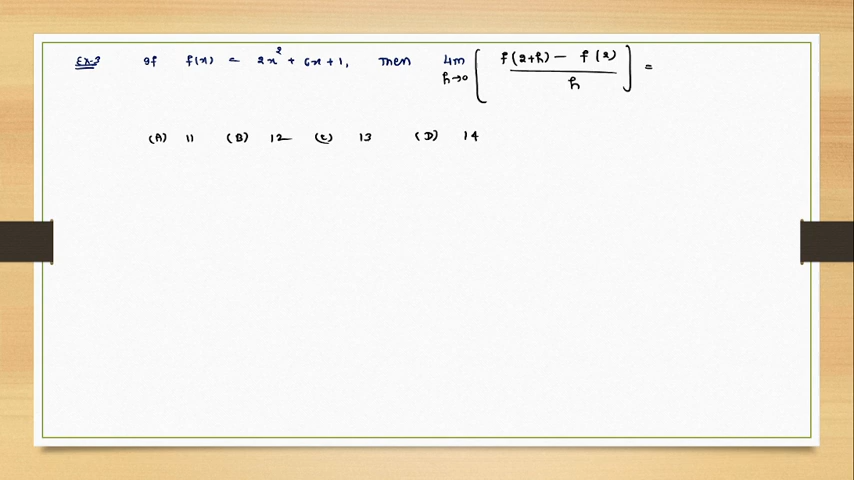 Ex-3 If f(x) = 2x² + 6x + 1, Then lim h→0 [ f(2+h) − f(2) / h ] =
(A) 11 (B) 12 (C) 13 (D) 14